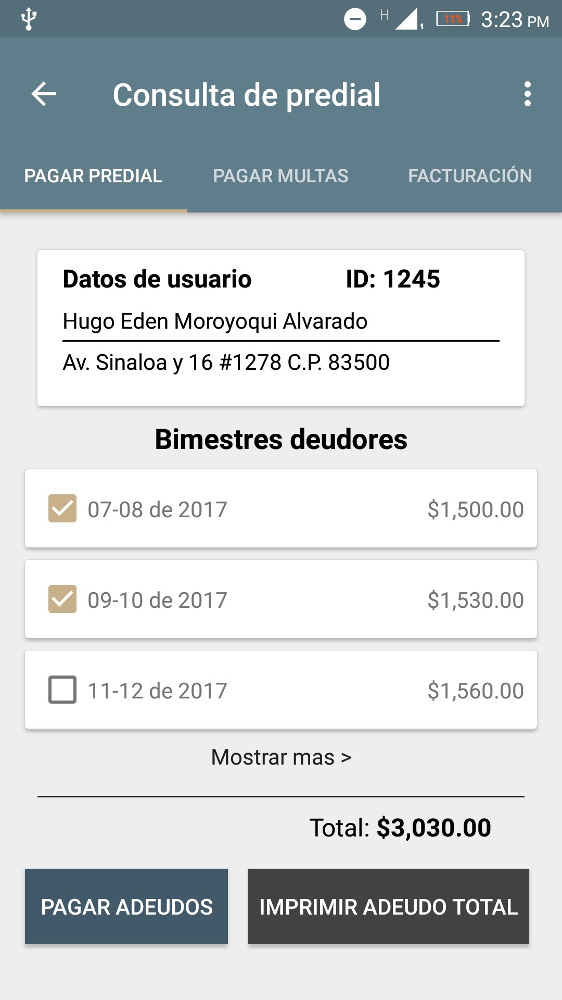 H 1 11% 3:23 PM
Consulta de predial
PAGAR PREDIAL PAGAR MULTAS FACTURACIÓN
Datos de usuario ID: 1245
Hugo Eden Moroyoqui Alvarado
Av. Sinaloa y 16 #1278 C.P. 83500
Bimestres deudores
07-08 de 2017 $1,500.00
09-10 de 2017 $1,530.00
11-12 de 2017 $1,560.00
Mostrar mas >
Total: $3,030.00
PAGAR ADEUDOS IMPRIMIR ADEUDO TOTAL